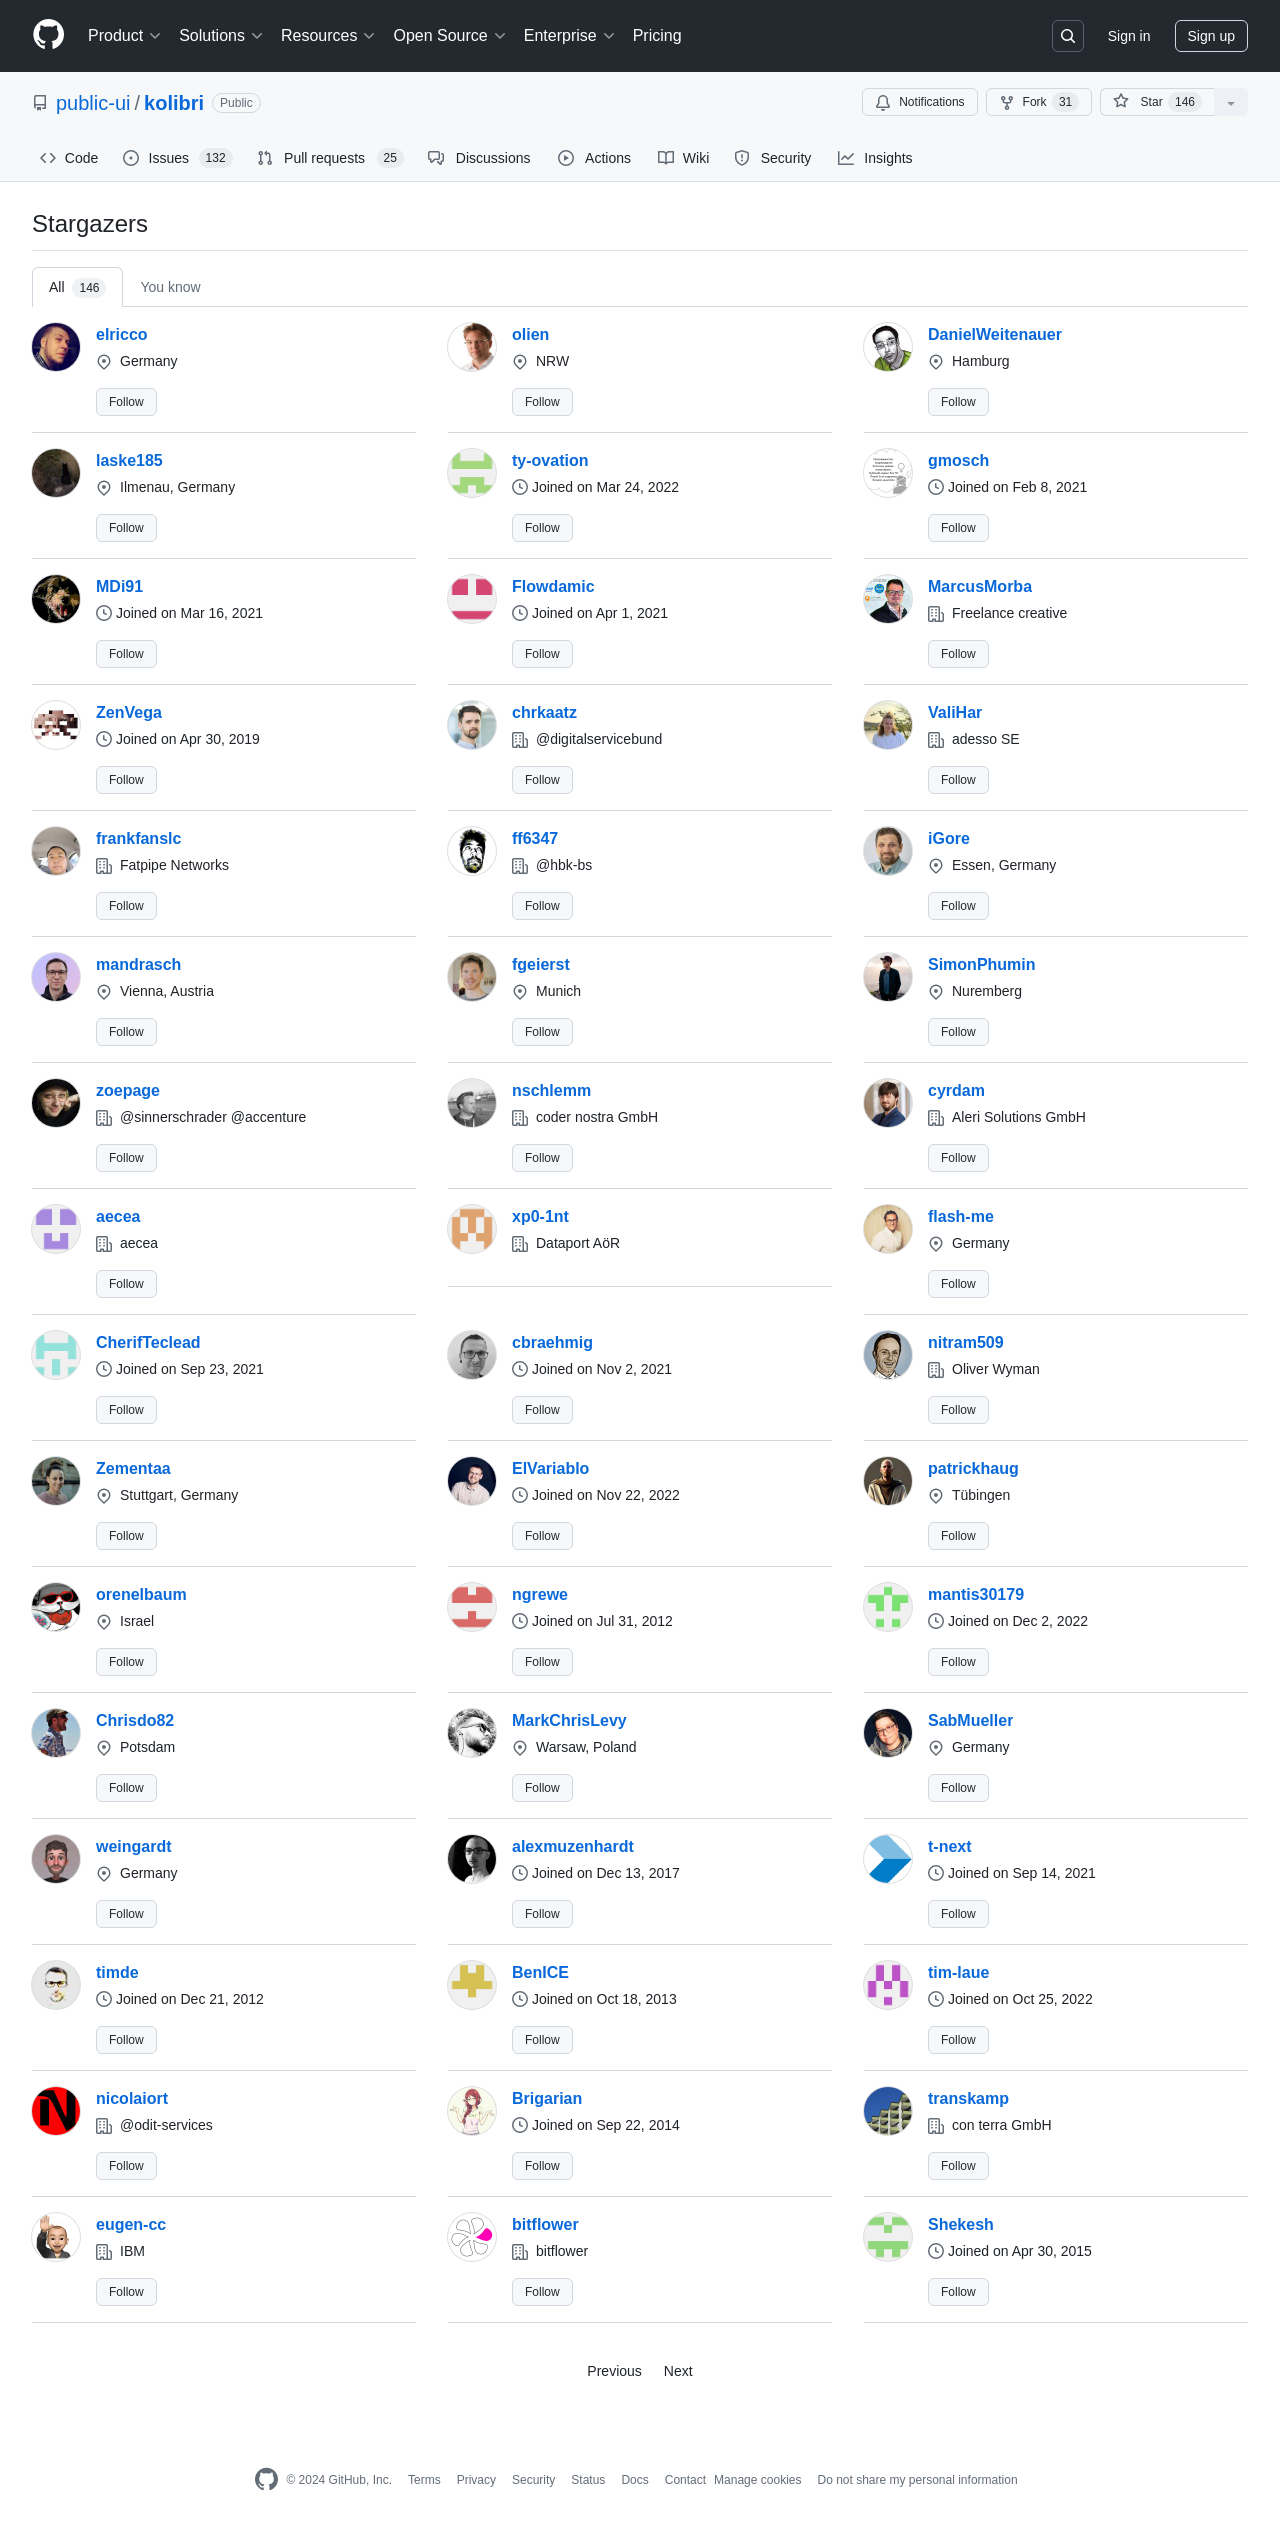 Product Solutions Resources Open Source Enterprise Pricing Sign in Sign up
public-ui / kolibri Public Notifications Fork 31 Star 146
Code Issues 132 Pull requests 25 Discussions Actions Wiki Security Insights
Stargazers
All 146 You know
elricco olien DanielWeitenauer
Germany NRW Hamburg
Follow Follow Follow
laske185 ty-ovation gmosch
Ilmenau, Germany Joined on Mar 24, 2022 Joined on Feb 8, 2021
Follow Follow Follow
MDi91 Flowdamic MarcusMorba
Joined on Mar 16, 2021 Joined on Apr 1, 2021 Freelance creative
Follow Follow Follow
ZenVega chrkaatz ValiHar
Joined on Apr 30, 2019 @digitalservicebund adesso SE
Follow Follow Follow
frankfanslc ff6347 iGore
Fatpipe Networks @hbk-bs Essen, Germany
Follow Follow Follow
mandrasch fgeierst SimonPhumin
Vienna, Austria Munich Nuremberg
Follow Follow Follow
zoepage nschlemm cyrdam
@sinnerschrader @accenture coder nostra GmbH Aleri Solutions GmbH
Follow Follow Follow
aecea xp0-1nt flash-me
aecea Dataport AöR Germany
Follow Follow
CherifTeclead cbraehmig nitram509
Joined on Sep 23, 2021 Joined on Nov 2, 2021 Oliver Wyman
Follow Follow Follow
Zementaa ElVariablo patrickhaug
Stuttgart, Germany Joined on Nov 22, 2022 Tübingen
Follow Follow Follow
orenelbaum ngrewe mantis30179
Israel Joined on Jul 31, 2012 Joined on Dec 2, 2022
Follow Follow Follow
Chrisdo82 MarkChrisLevy SabMueller
Potsdam Warsaw, Poland Germany
Follow Follow Follow
weingardt alexmuzenhardt t-next
Germany Joined on Dec 13, 2017 Joined on Sep 14, 2021
Follow Follow Follow
timde BenICE tim-laue
Joined on Dec 21, 2012 Joined on Oct 18, 2013 Joined on Oct 25, 2022
Follow Follow Follow
nicolaiort Brigarian transkamp
@odit-services Joined on Sep 22, 2014 con terra GmbH
Follow Follow Follow
eugen-cc bitflower Shekesh
IBM bitflower Joined on Apr 30, 2015
Follow Follow Follow
Previous Next
© 2024 GitHub, Inc. Terms Privacy Security Status Docs Contact Manage cookies Do not share my personal information